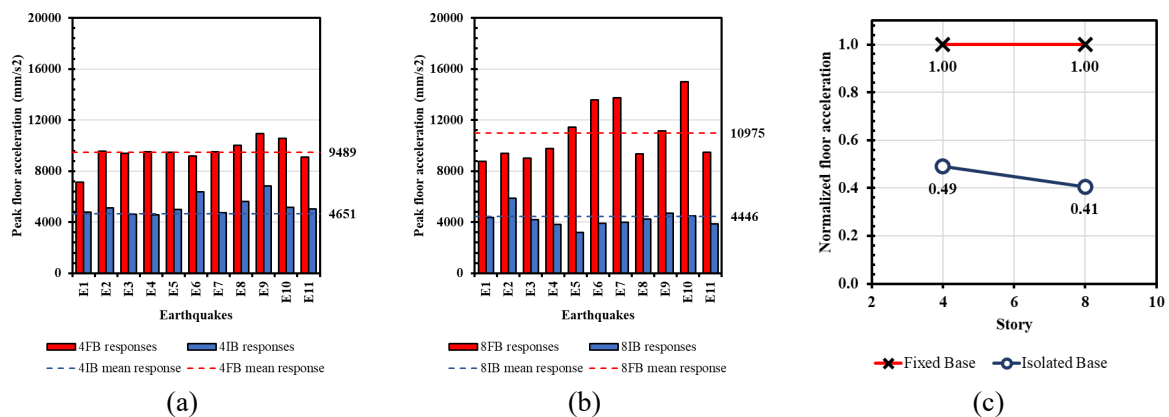 20000
16000
12000
8000
4000
0
Peak floor acceleration (mm/s2)
9489
4651
E1 E2 E3 E4 E5 E6 E7 E8 E9 E10 E11
Earthquakes
4FB responses 4IB responses
4IB mean response 4FB mean response
(a)
20000
16000
12000
8000
4000
0
Peak floor acceleration (mm/s2)
10975
4446
E1 E2 E3 E4 E5 E6 E7 E8 E9 E10 E11
Earthquakes
8FB responses 8IB responses
8IB mean response 8FB mean response
(b)
1.0
0.8
0.6
0.4
0.2
0.0
Normalized floor acceleration
1.00 1.00
0.49
0.41
2 4 6 8 10
Story
Fixed Base Isolated Base
(c)